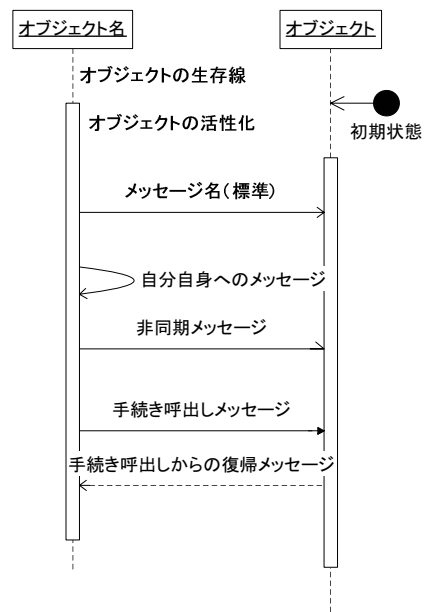 オブジェクト名
オブジェクト
オブジェクトの生存線
オブジェクトの活性化
初期状態
メッセージ名(標準)
自分自身へのメッセージ
非同期メッセージ
手続き呼出しメッセージ
手続き呼出しからの復帰メッセージ